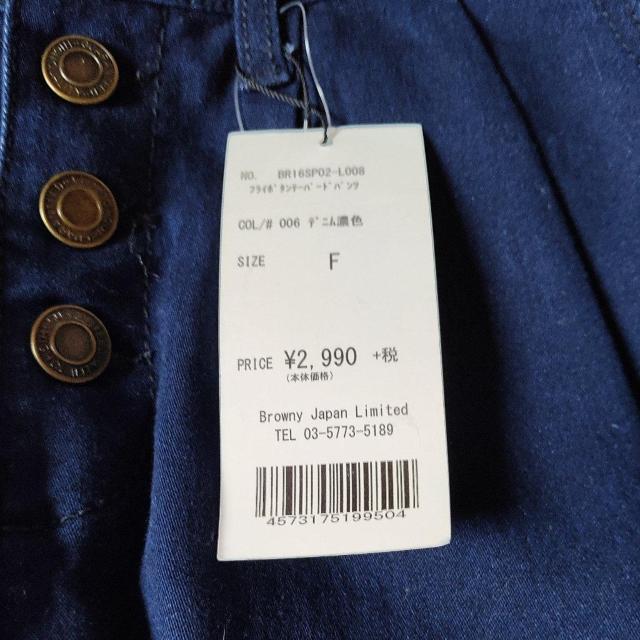 NO. BR16SP02-L008
フライボタンテーパードパンツ
COL/# 006 デニム濃色
SIZE F
PRICE ¥2,990 +税
(本体価格)
Browny Japan Limited
TEL 03-5773-5189
4573175199504